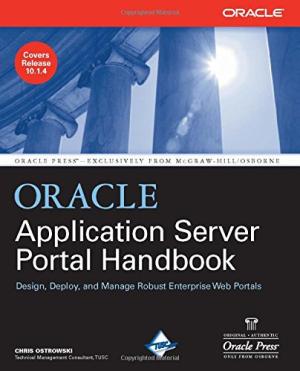 ORACLE
Covers
Release
10.1.4
ORACLE PRESS™—EXCLUSIVELY FROM McGRAW-HILL/OSBORNE
ORACLE
Application Server
Portal Handbook
Design, Deploy, and Manage Robust Enterprise Web Portals
CHRIS OSTROWSKI
Technical Management Consultant, TUSC
TUSC
ORIGINAL • AUTHENTIC
Oracle Press
ONLY FROM OSBORNE